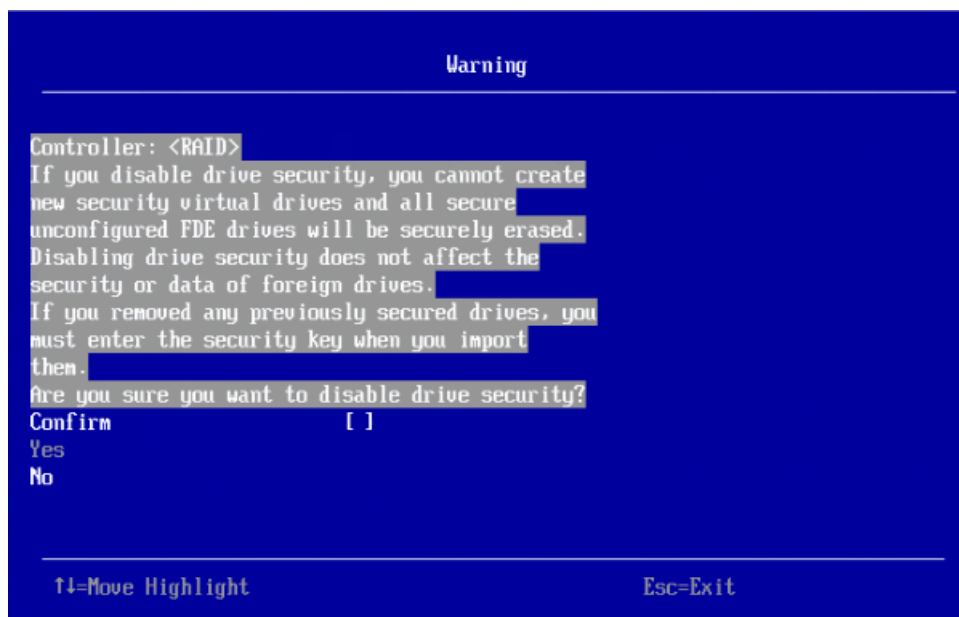 Warning
Controller: <RAID>
If you disable drive security, you cannot create
new security virtual drives and all secure
unconfigured FDE drives will be securely erased.
Disabling drive security does not affect the
security or data of foreign drives.
If you removed any previously secured drives, you
must enter the security key when you import
them.
Are you sure you want to disable drive security?
Confirm [ ]
Yes
No
↑↓=Move Highlight Esc=Exit